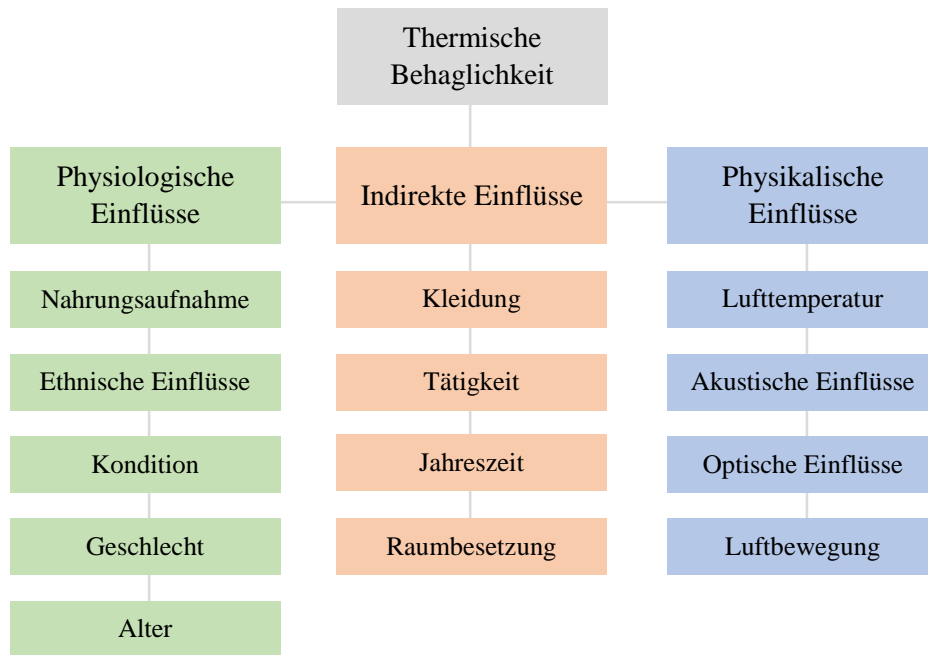 Thermische
Behaglichkeit
Physiologische
Einflüsse
Indirekte Einflüsse
Physikalische
Einflüsse
Nahrungsaufnahme
Kleidung
Lufttemperatur
Ethnische Einflüsse
Tätigkeit
Akustische Einflüsse
Kondition
Jahreszeit
Optische Einflüsse
Geschlecht
Raumbesetzung
Luftbewegung
Alter